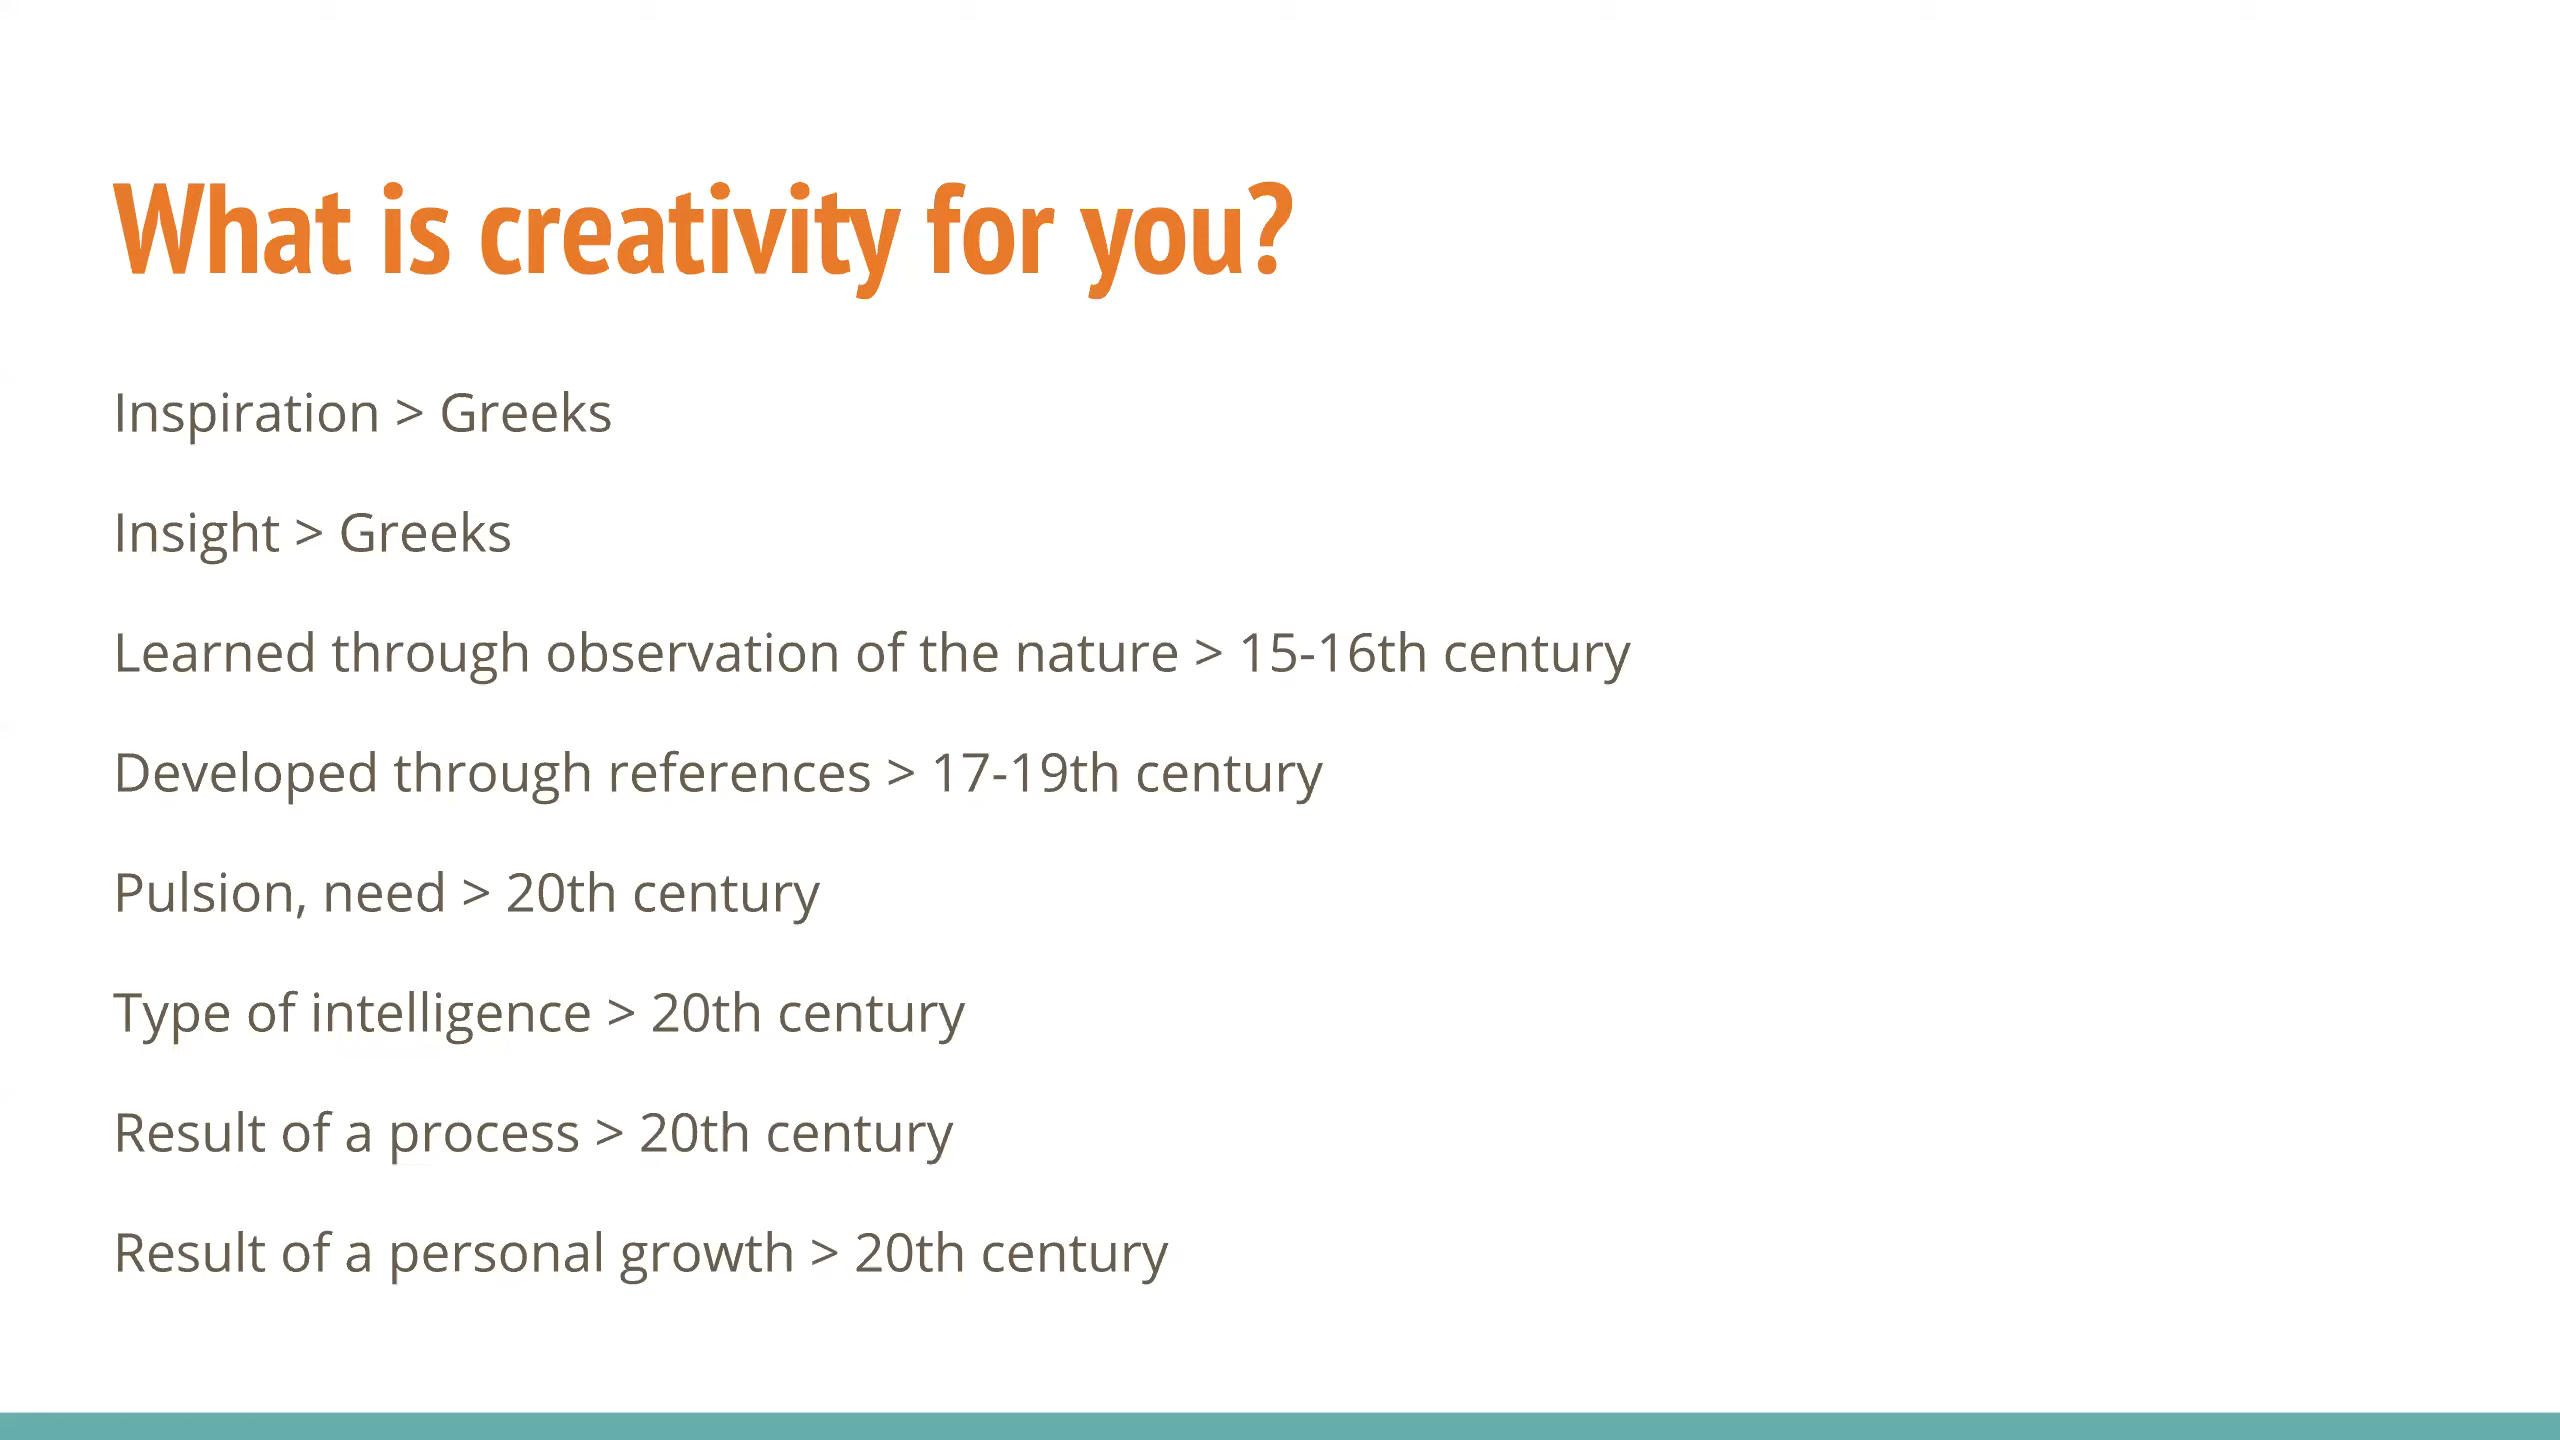 What is creativity for you?
Inspiration > Greeks
Insight > Greeks
Learned through observation of the nature > 15-16th century
Developed through references > 17-19th century
Pulsion, need > 20th century
Type of intelligence > 20th century
Result of a process > 20th century
Result of a personal growth > 20th century